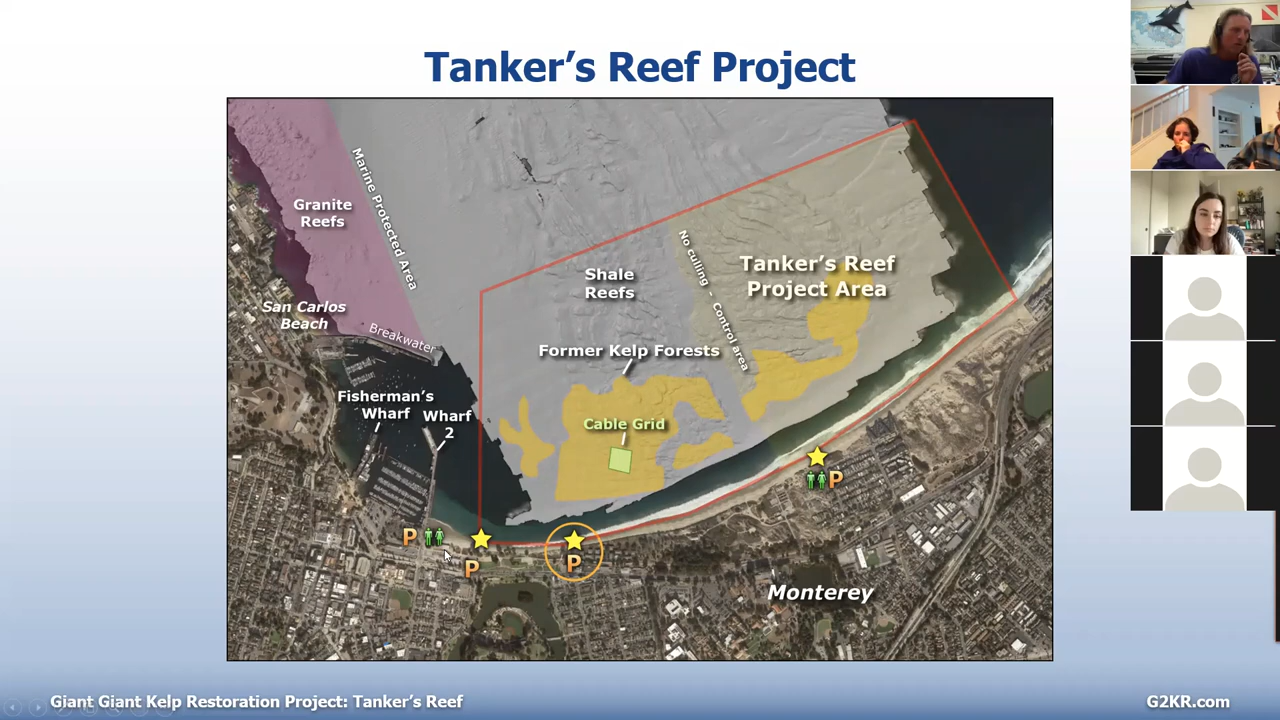 Tanker's Reef Project
Granite
Reefs
Marine Protected Area
San Carlos
Beach
Breakwater
Fisherman's
Wharf
Wharf
2
Shale
Reefs
No culling - Control area
Tanker's Reef
Project Area
Former Kelp Forests
Cable Grid
P
P
P
P
Monterey
Giant Giant Kelp Restoration Project: Tanker's Reef
G2KR.com